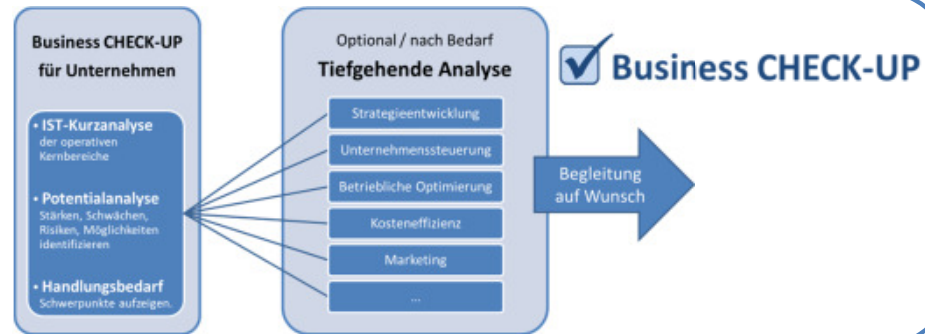 Business CHECK-UP
für Unternehmen
• IST-Kurzanalyse
der operativen
Kernbereiche
• Potentialanalyse
Stärken, Schwächen,
Risiken, Möglichkeiten
identifizieren
• Handlungsbedarf
Schwerpunkte aufzeigen.
Optional / nach Bedarf
Tiefgehende Analyse
Strategieentwicklung
Unternehmenssteuerung
Betriebliche Optimierung
Kosteneffizienz
Marketing
...
Business CHECK-UP
Begleitung
auf Wunsch